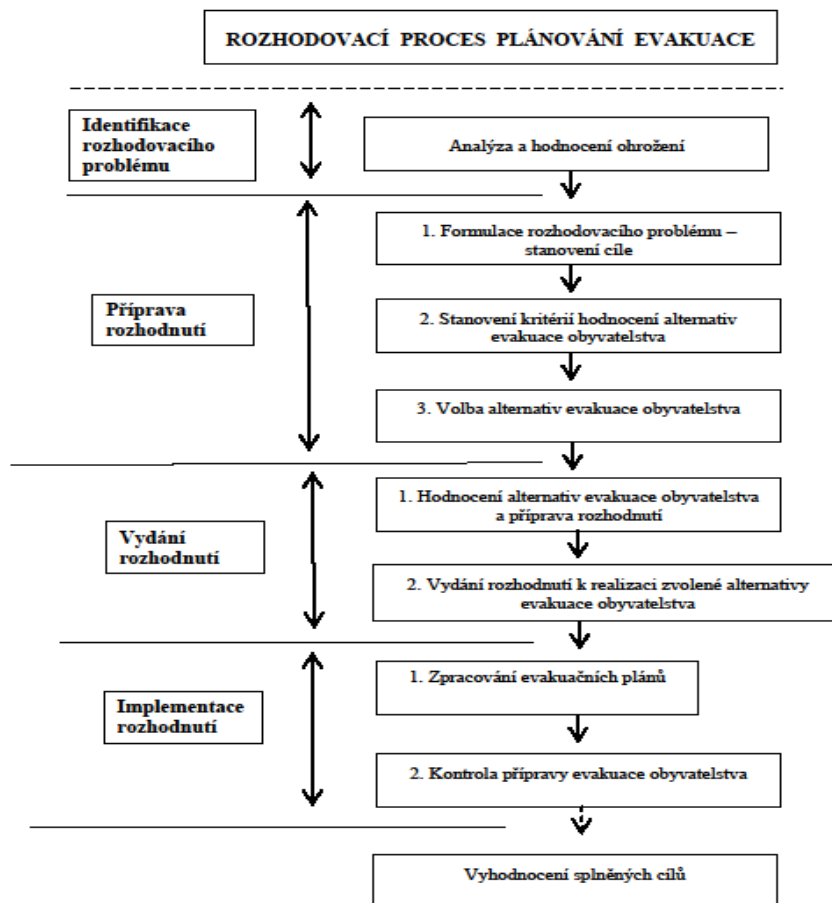 ROZHODOVACÍ PROCES PLÁNOVÁNÍ EVAKUACE
Identifikace
rozhodovacího
problému
Analýza a hodnocení ohrožení
Příprava
rozhodnutí
1. Formulace rozhodovacího problému –
stanovení cíle
2. Stanovení kritérií hodnocení alternativ
evakuace obyvatelstva
3. Volba alternativ evakuace obyvatelstva
Vydání
rozhodnutí
1. Hodnocení alternativ evakuace obyvatelstva
a příprava rozhodnutí
2. Vydání rozhodnutí k realizaci zvolené alternativy
evakuace obyvatelstva
Implementace
rozhodnutí
1. Zpracování evakuačních plánů
2. Kontrola přípravy evakuace obyvatelstva
Vyhodnocení splněných cílů